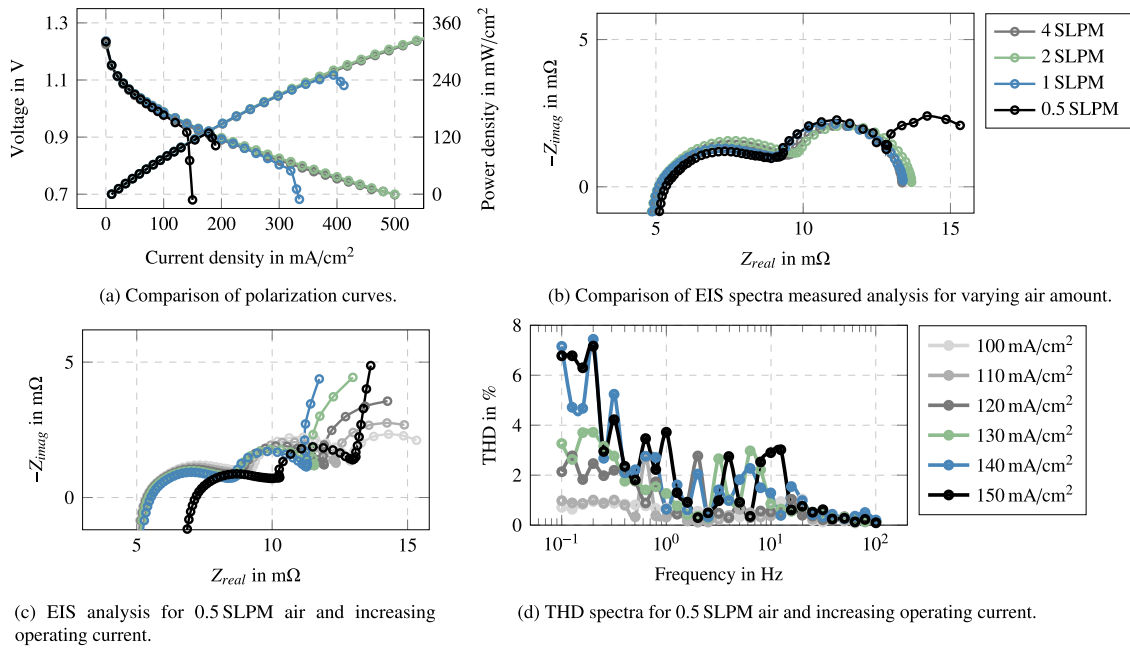 1.3
1.1
0.9
0.7
Voltage in V
360
240
120
0
Power density in mW/cm²
0 100 200 300 400 500
Current density in mA/cm²
(a) Comparison of polarization curves.
5
0
−Z_imag in mΩ
5 10 15
Z_real in mΩ
4 SLPM
2 SLPM
1 SLPM
0.5 SLPM
(b) Comparison of EIS spectra measured analysis for varying air amount.
5
0
−Z_imag in mΩ
5 10 15
Z_real in mΩ
(c) EIS analysis for 0.5 SLPM air and increasing
operating current.
8
6
4
2
0
THD in %
10⁻¹ 10⁰ 10¹ 10²
Frequency in Hz
100 mA/cm²
110 mA/cm²
120 mA/cm²
130 mA/cm²
140 mA/cm²
150 mA/cm²
(d) THD spectra for 0.5 SLPM air and increasing operating current.